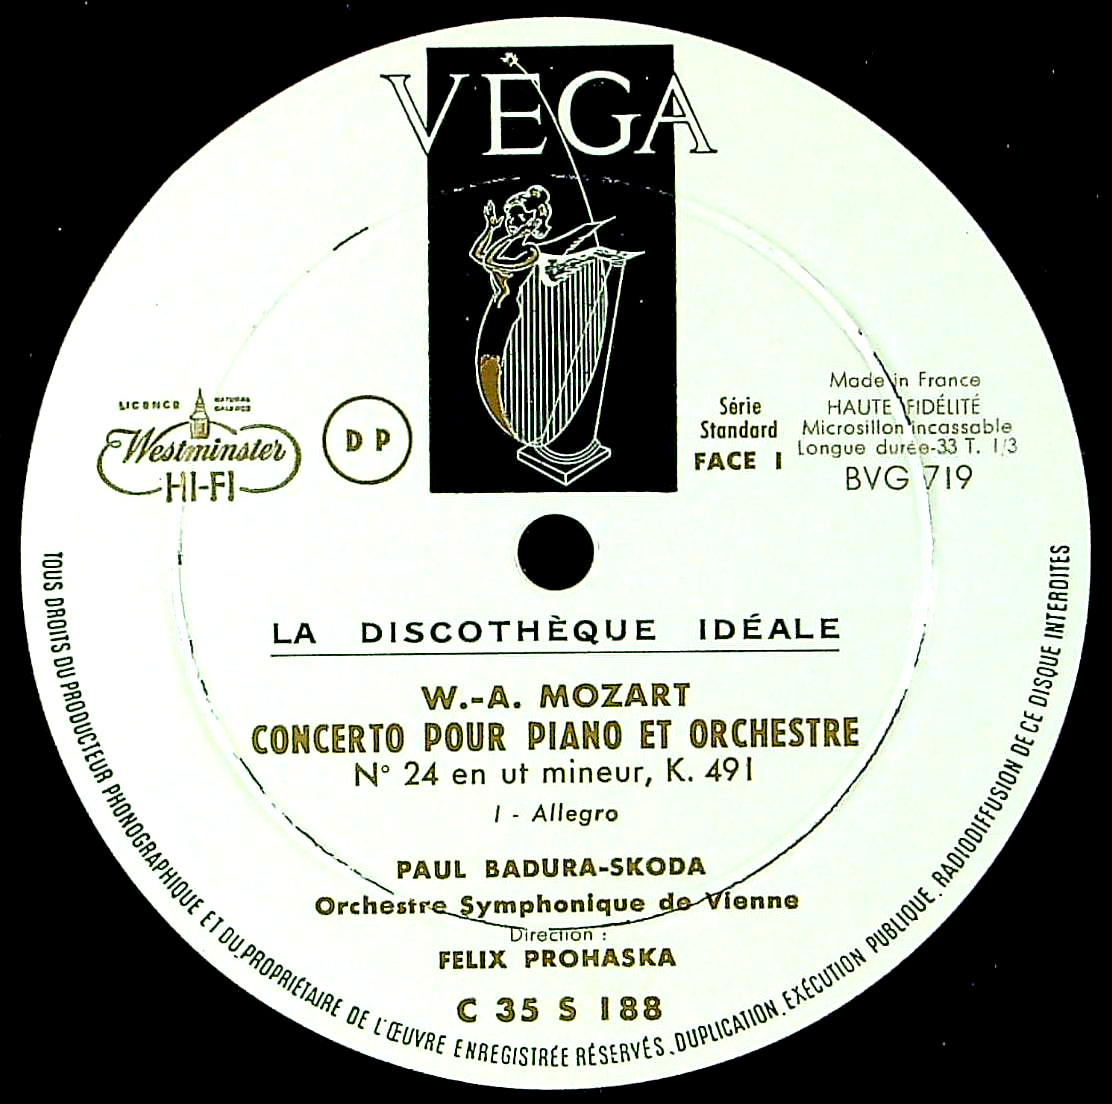 VÈGA
LICENCE NATURAL BALANCE
Westminster
HI-FI
D P
Série
Standard
FACE I
Made in France
HAUTE FIDÉLITÉ
Microsillon incassable
Longue durée-33 T. 1/3
BVG 719
LA DISCOTHÈQUE IDÉALE
W.-A. MOZART
CONCERTO POUR PIANO ET ORCHESTRE
N° 24 en ut mineur, K. 491
I - Allegro
PAUL BADURA-SKODA
Orchestre Symphonique de Vienne
Direction :
FELIX PROHASKA
C 35 S 188
TOUS DROITS DU PRODUCTEUR PHONOGRAPHIQUE ET DU PROPRIÉTAIRE DE L'ŒUVRE ENREGISTRÉE RÉSERVÉS. DUPLICATION. EXÉCUTION PUBLIQUE. RADIODIFFUSION DE CE DISQUE INTERDITES